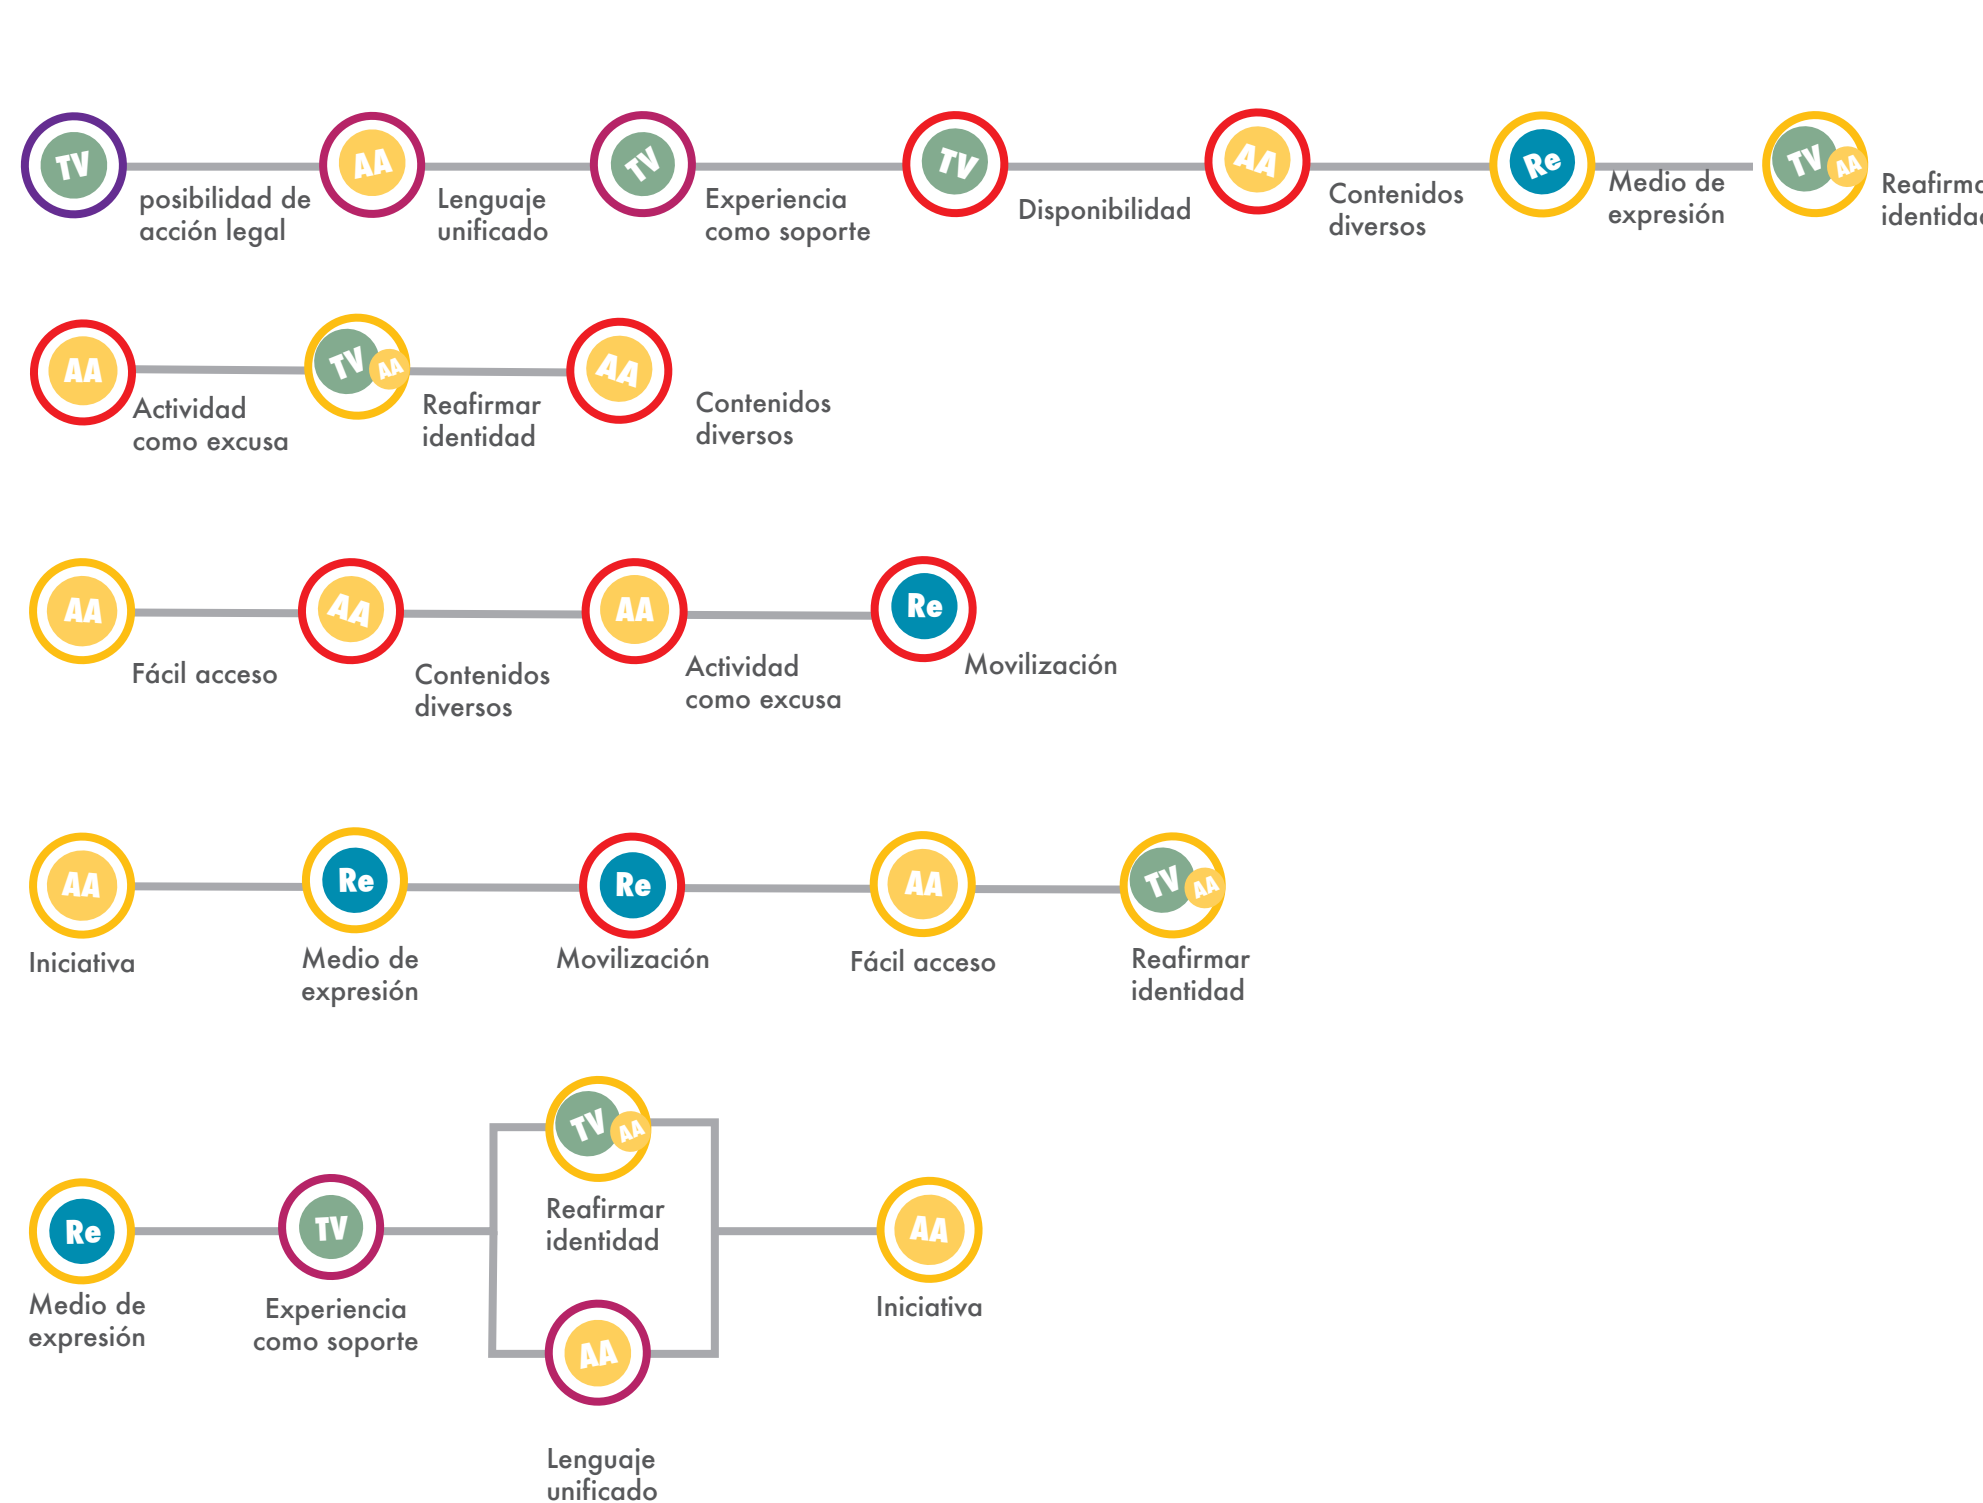 TV
AA
TV
TV
AA
Re
TV AA
posibilidad de
acción legal
Lenguaje
unificado
Experiencia
como soporte
Disponibilidad
Contenidos
diversos
Medio de
expresión
Reafirma
identidad
AA
TV AA
AA
Actividad
como excusa
Reafirmar
identidad
Contenidos
diversos
AA
AA
AA
Re
Fácil acceso
Contenidos
diversos
Actividad
como excusa
Movilización
AA
Re
Re
AA
TV AA
Iniciativa
Medio de
expresión
Movilización
Fácil acceso
Reafirmar
identidad
TV AA
Reafirmar
identidad
Re
TV
AA
Medio de
expresión
Experiencia
como soporte
Iniciativa
AA
Lenguaje
unificado